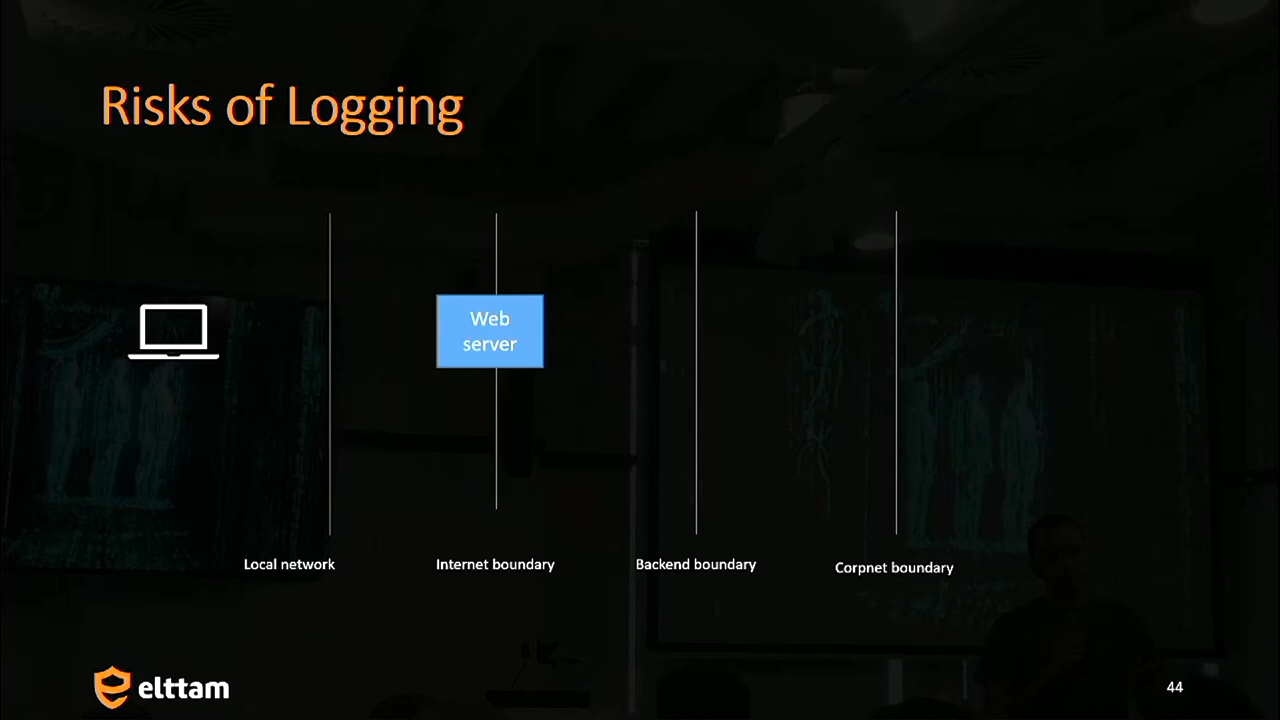 Risks of Logging
Web
server
Local network
Internet boundary
Backend boundary
Corpnet boundary
elttam
44